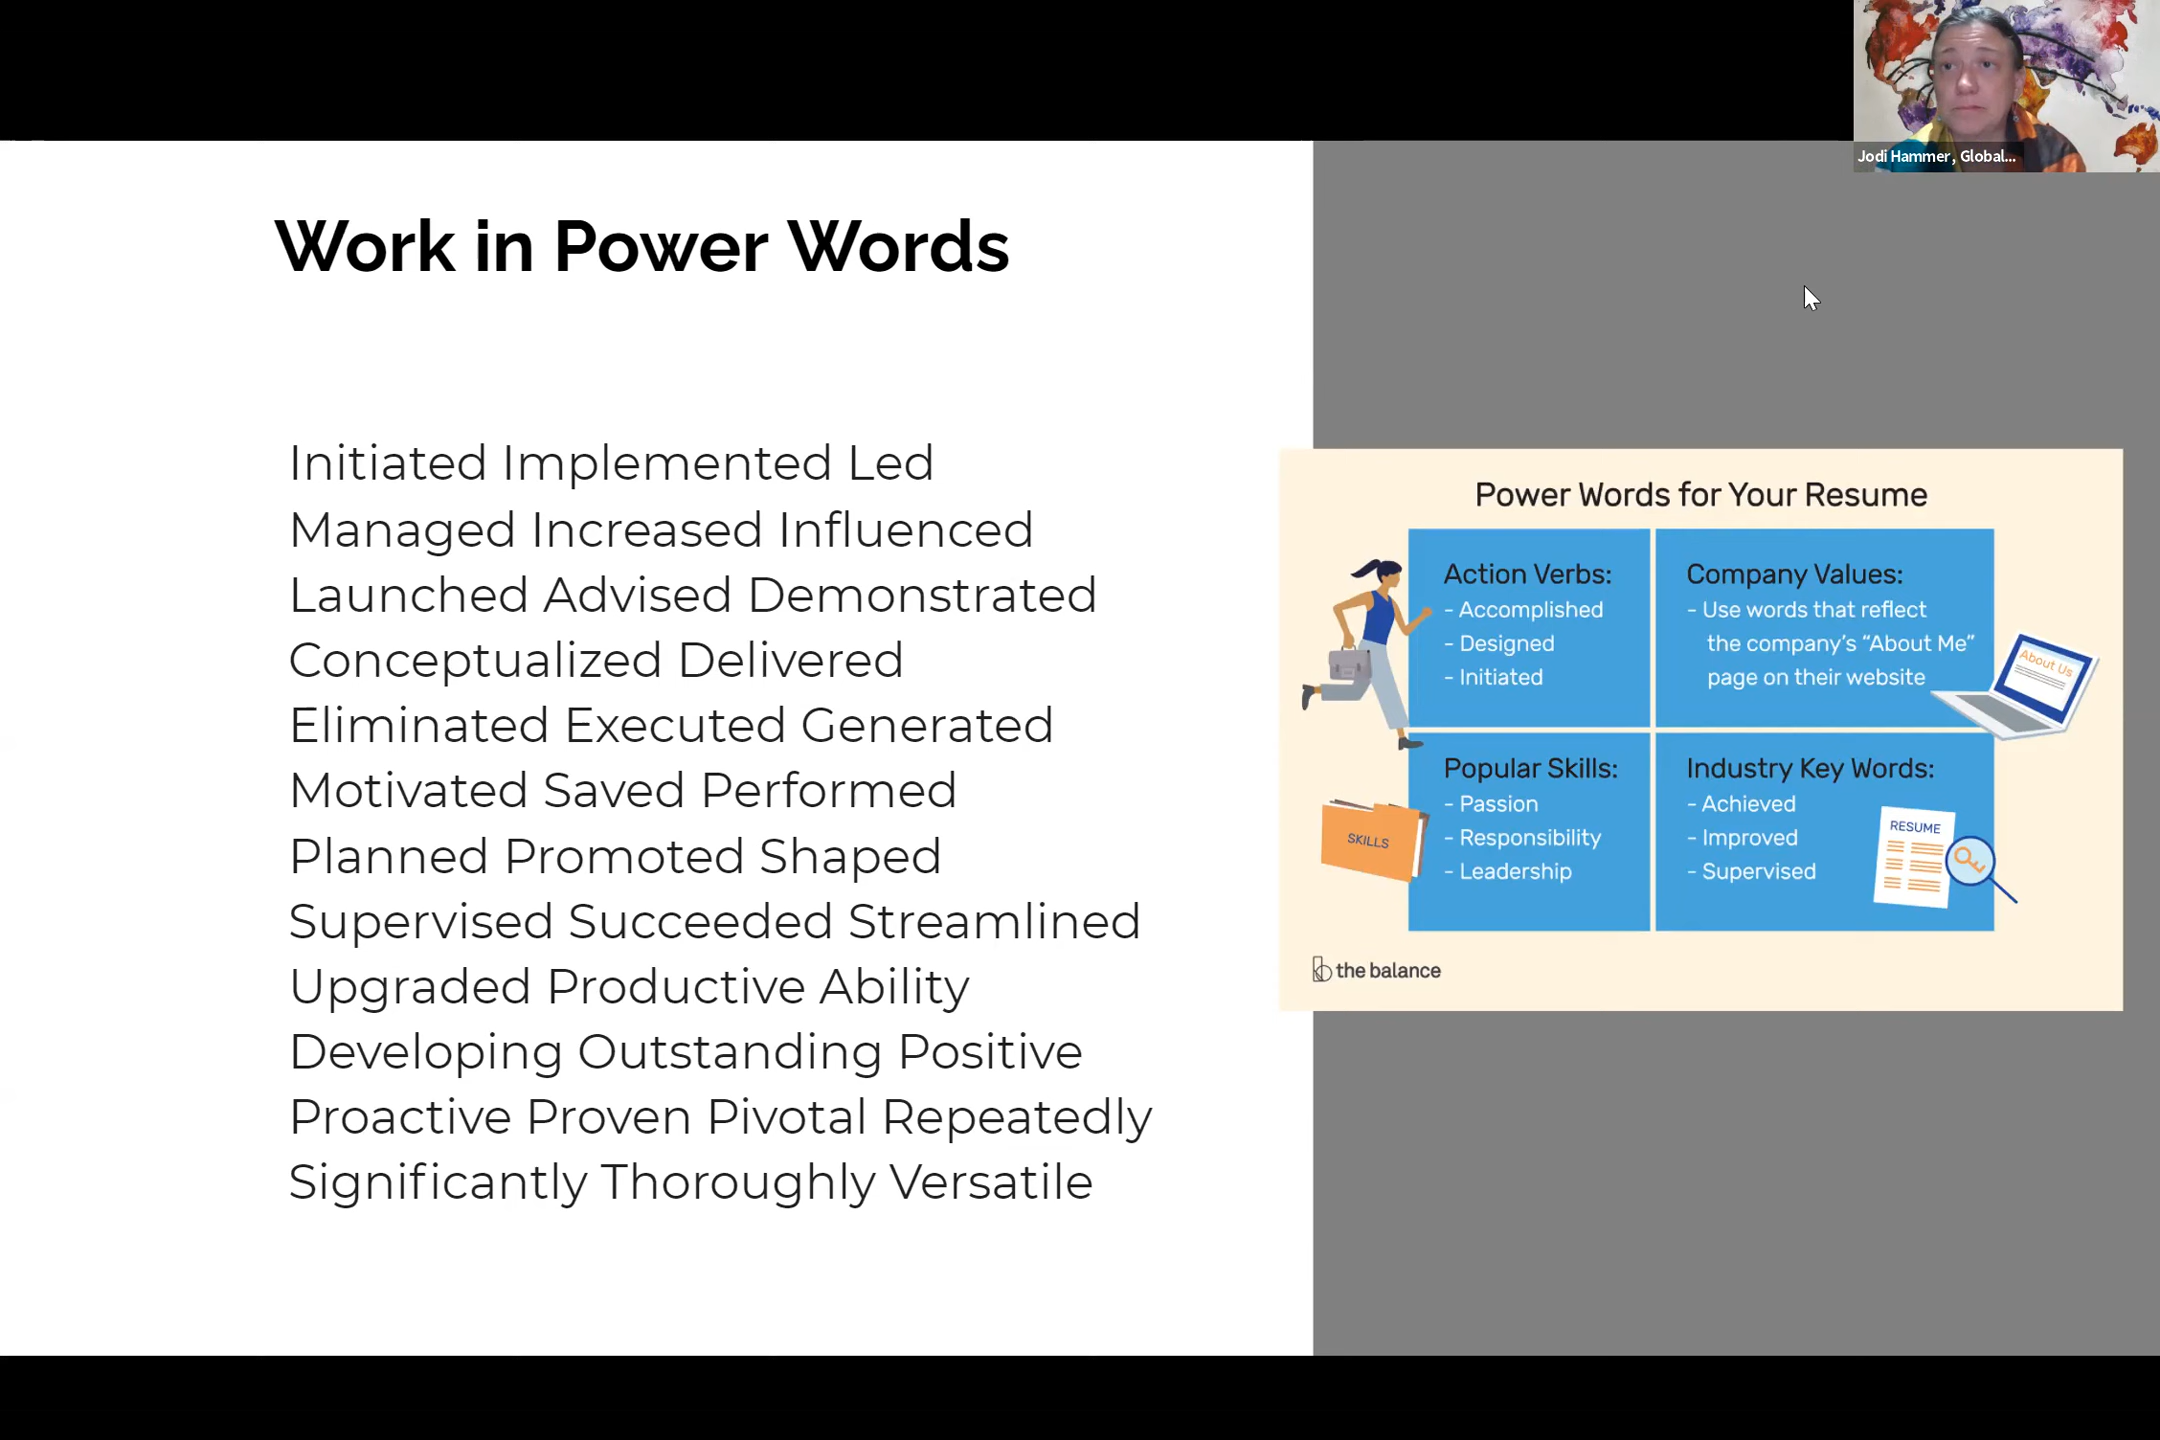 Jodi Hammer, Global...
Work in Power Words
Initiated Implemented Led
Managed Increased Influenced
Launched Advised Demonstrated
Conceptualized Delivered
Eliminated Executed Generated
Motivated Saved Performed
Planned Promoted Shaped
Supervised Succeeded Streamlined
Upgraded Productive Ability
Developing Outstanding Positive
Proactive Proven Pivotal Repeatedly
Significantly Thoroughly Versatile
Power Words for Your Resume
Action Verbs:
- Accomplished
- Designed
- Initiated
Company Values:
- Use words that reflect
the company's “About Me”
page on their website
About Us
Popular Skills:
- Passion
- Responsibility
- Leadership
SKILLS
Industry Key Words:
- Achieved
- Improved
- Supervised
RESUME
the balance